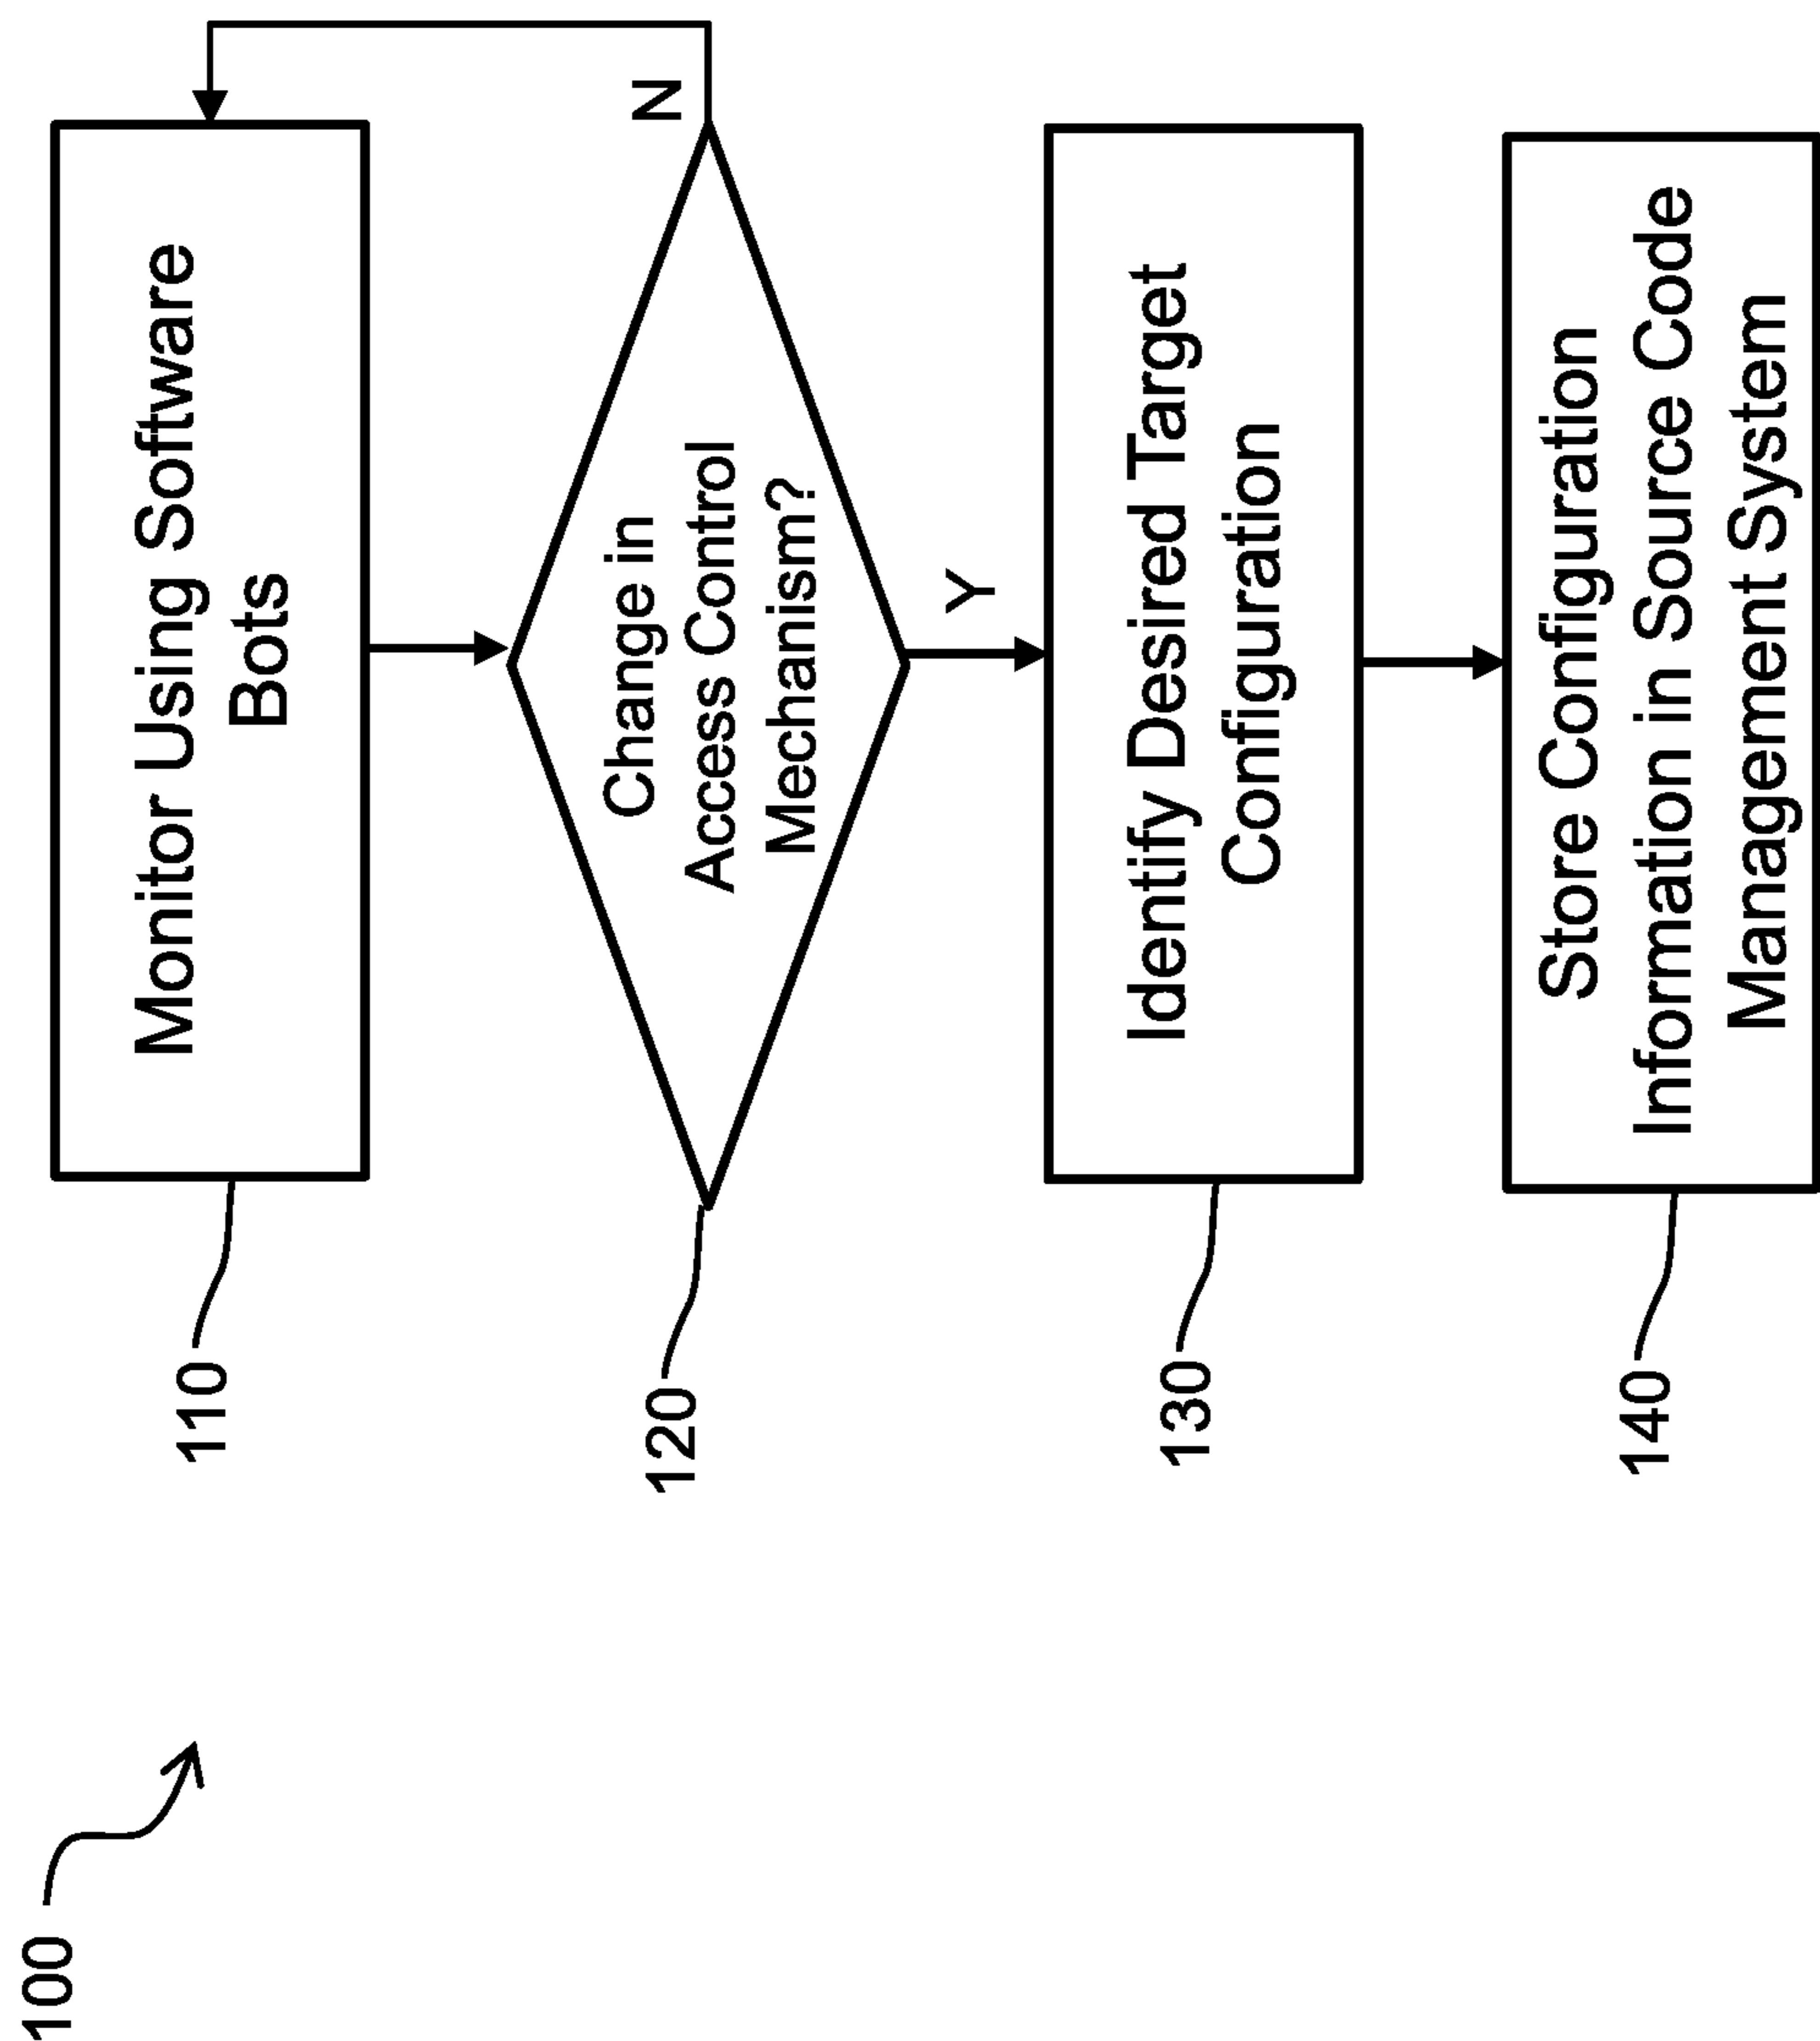 100
110
Monitor Using Software
Bots
120
Change in
Access Control
Mechanism?
N
Y
130
Identify Desired Target
Configuration
140
Store Configuration
Information in Source Code
Management System